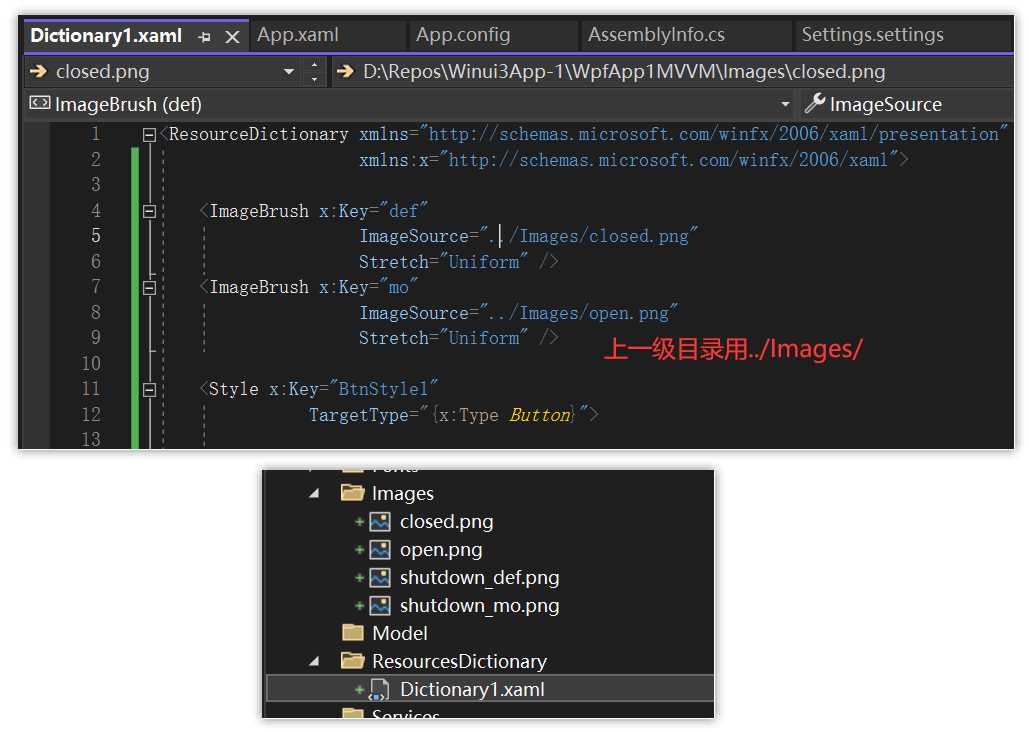 Dictionary1.xaml App.xaml App.config AssemblyInfo.cs Settings.settings
closed.png D:\Repos\Winui3App-1\WpfApp1MVVM\Images\closed.png
ImageBrush (def) ImageSource
1 <ResourceDictionary xmlns="http://schemas.microsoft.com/winfx/2006/xaml/presentation"
2 xmlns:x="http://schemas.microsoft.com/winfx/2006/xaml">
3
4 <ImageBrush x:Key="def"
5 ImageSource="../Images/closed.png"
6 Stretch="Uniform" />
7 <ImageBrush x:Key="mo"
8 ImageSource="../Images/open.png"
9 Stretch="Uniform" />
上一级目录用../Images/
10
11 <Style x:Key="BtnStyle1"
12 TargetType="{x:Type Button}">
13
Fonts
Images
closed.png
open.png
shutdown_def.png
shutdown_mo.png
Model
ResourcesDictionary
Dictionary1.xaml
Services